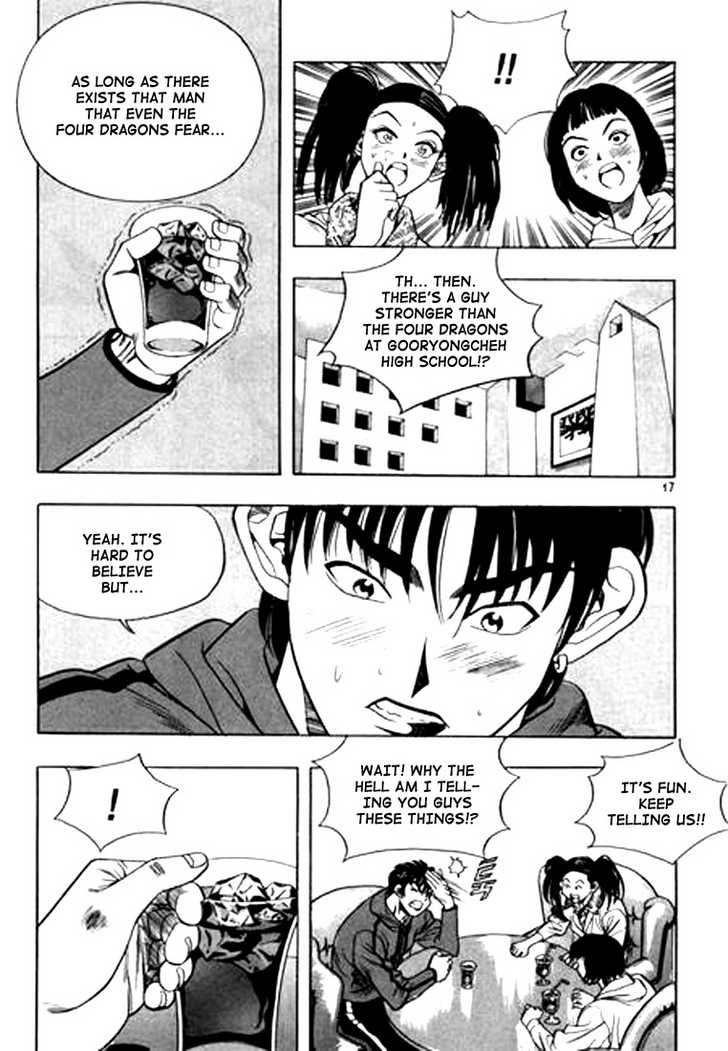 AS LONG AS THERE
EXISTS THAT MAN
THAT EVEN THE
FOUR DRAGONS FEAR...
!!
TH... THEN.
THERE'S A GUY
STRONGER THAN
THE FOUR DRAGONS
AT GOORYONGCHEH
HIGH SCHOOL!?
17
YEAH. IT'S
HARD TO
BELIEVE
BUT...
!
WAIT! WHY THE
HELL AM I TELL-
ING YOU GUYS
THESE THINGS!?
IT'S FUN.
KEEP
TELLING US!!